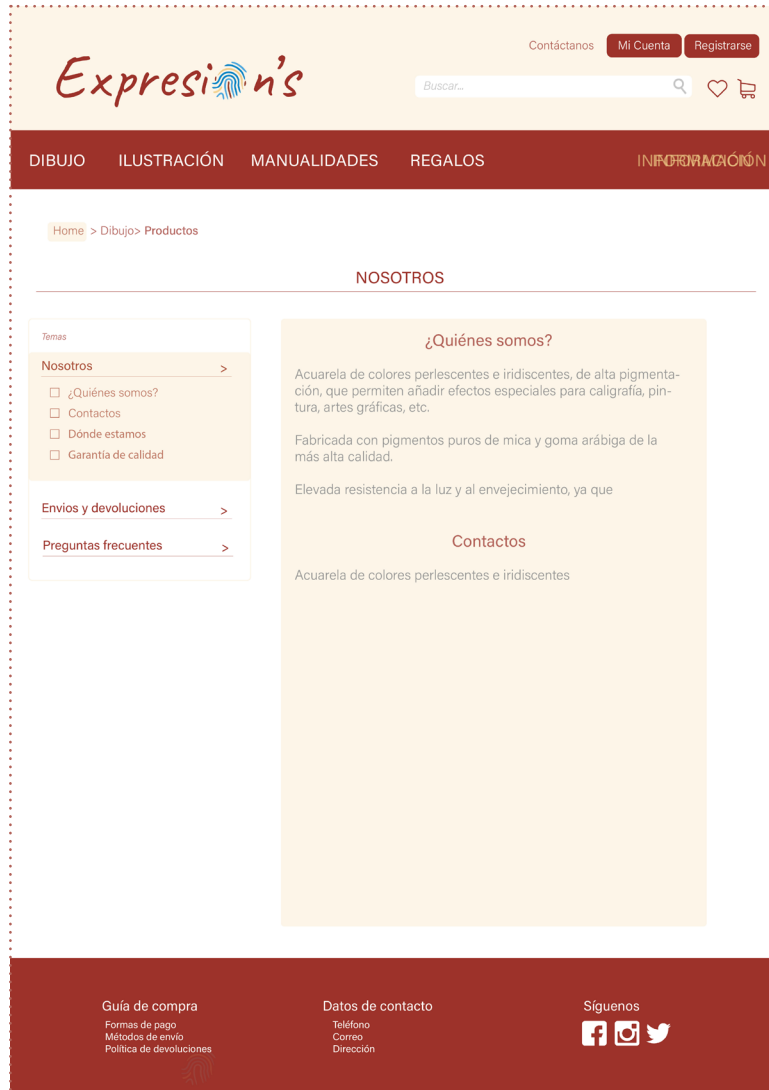 Contáctanos Mi Cuenta Registrarse
Expresión's
Buscar...
DIBUJO ILUSTRACIÓN MANUALIDADES REGALOS INFORMACIÓN
Home > Dibujo> Productos
NOSOTROS
Temas
Nosotros >
¿Quiénes somos?
Contactos
Dónde estamos
Garantía de calidad
Envios y devoluciones >
Preguntas frecuentes >
¿Quiénes somos?
Acuarela de colores perlescentes e iridiscentes, de alta pigmenta-
ción, que permiten añadir efectos especiales para caligrafía, pin-
tura, artes gráficas, etc.
Fabricada con pigmentos puros de mica y goma arábiga de la
más alta calidad.
Elevada resistencia a la luz y al envejecimiento, ya que
Contactos
Acuarela de colores perlescentes e iridiscentes
Guía de compra
Formas de pago
Métodos de envío
Política de devoluciones
Datos de contacto
Teléfono
Correo
Dirección
Síguenos